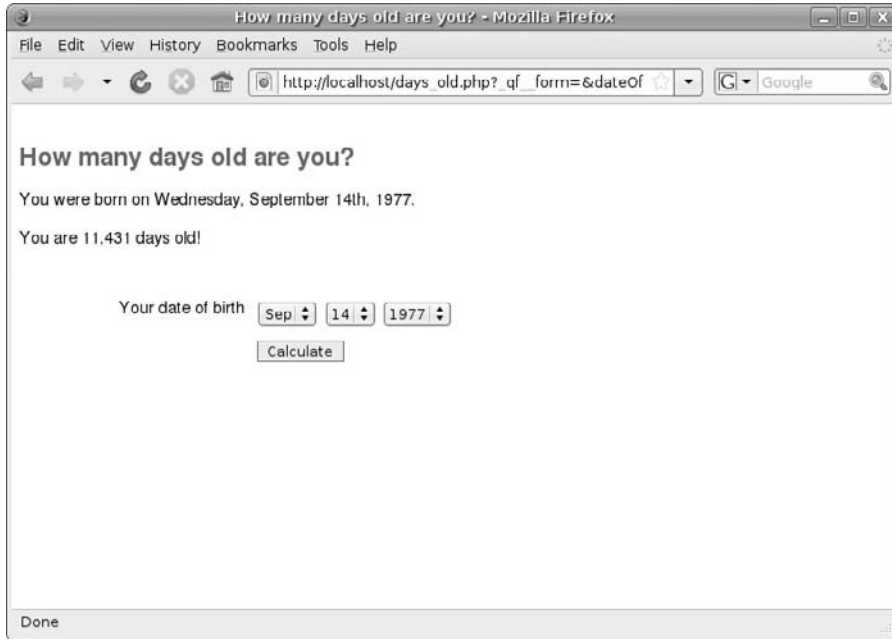 How many days old are you? - Mozilla Firefox
File Edit View History Bookmarks Tools Help
http://localhost/days_old.php?_qf__form=&dateOf G Google
How many days old are you?
You were born on Wednesday, September 14th, 1977.
You are 11,431 days old!
Your date of birth Sep 14 1977
Calculate
Done